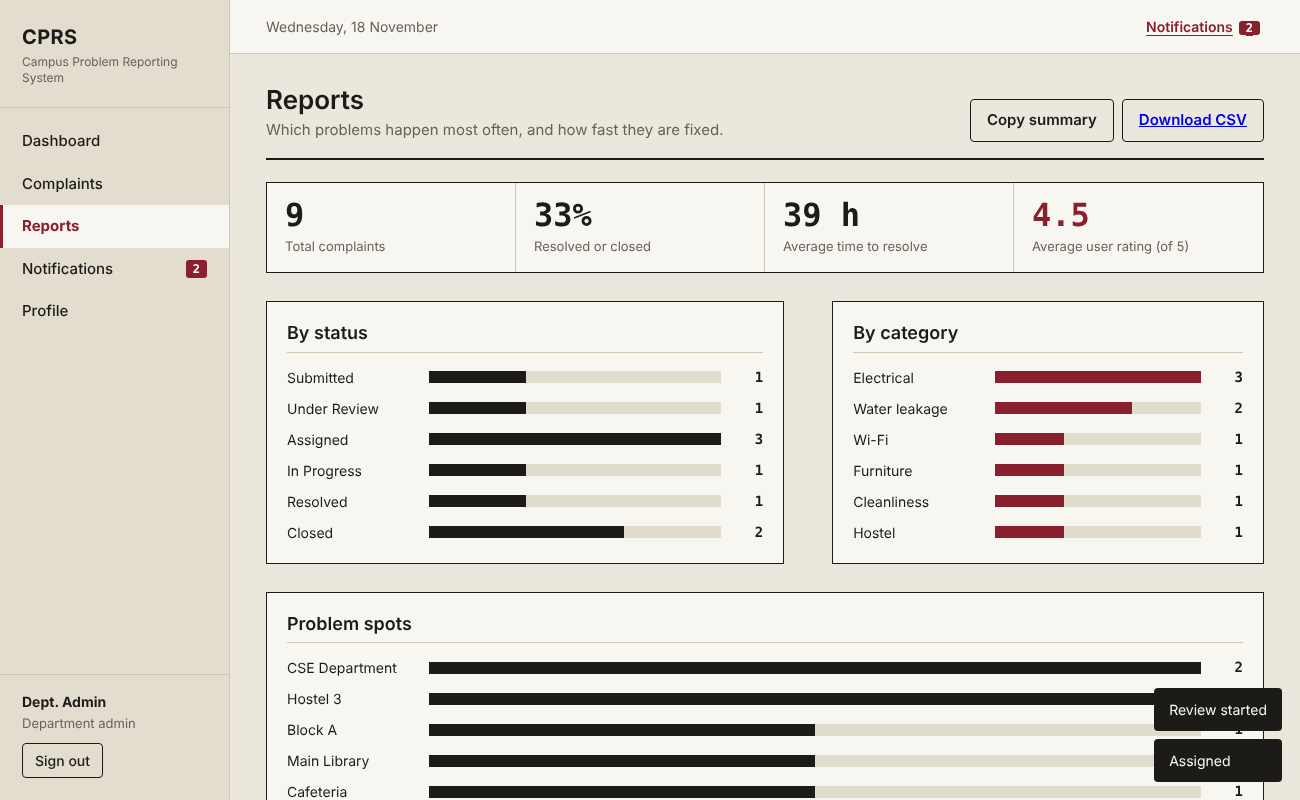 CPRS
Campus Problem Reporting
System
Dashboard
Complaints
Reports
Notifications 2
Profile
Dept. Admin
Department admin
Sign out
Wednesday, 18 November
Notifications 2
Reports
Which problems happen most often, and how fast they are fixed.
Copy summary
Download CSV
9
Total complaints
33%
Resolved or closed
39 h
Average time to resolve
4.5
Average user rating (of 5)
By status
Submitted 1
Under Review 1
Assigned 3
In Progress 1
Resolved 1
Closed 2
By category
Electrical 3
Water leakage 2
Wi-Fi 1
Furniture 1
Cleanliness 1
Hostel 1
Problem spots
CSE Department 2
Hostel 3
Block A 1
Main Library
Cafeteria 1
Review started
Assigned